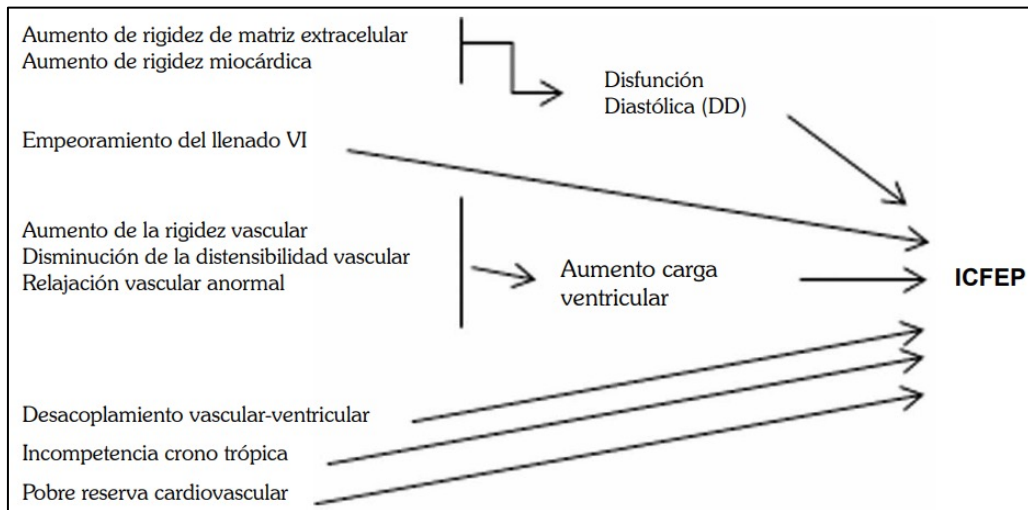 Aumento de rigidez de matriz extracelular
Aumento de rigidez miocárdica
Disfunción
Diastólica (DD)
Empeoramiento del llenado VI
Aumento de la rigidez vascular
Disminución de la distensibilidad vascular
Relajación vascular anormal
Aumento carga
ventricular
ICFEP
Desacoplamiento vascular-ventricular
Incompetencia crono trópica
Pobre reserva cardiovascular